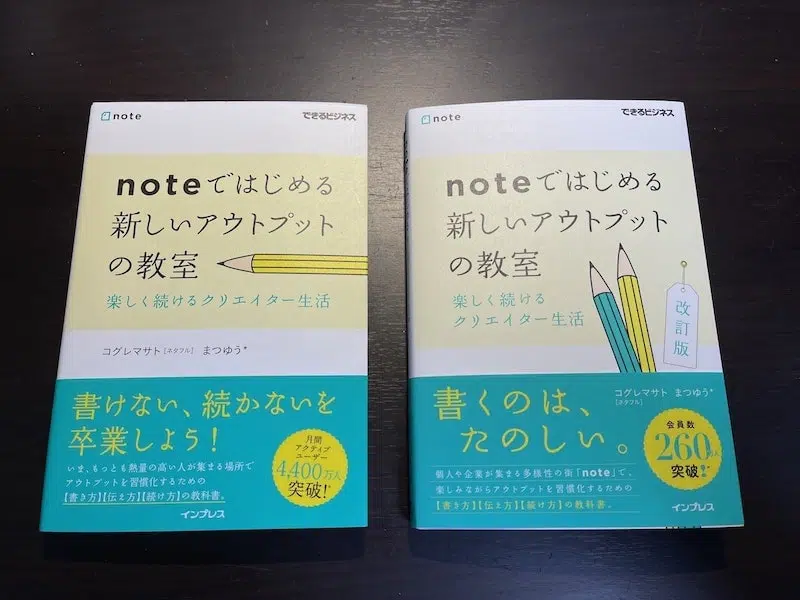 note
できるビジネス
noteではじめる
新しいアウトプット
の教室
楽しく続けるクリエイター生活
コグレマサト[ネタフル] まつゆう*
書けない、続かないを
卒業しよう!
いま、もっとも熱量の高い人が集まる場所で
アウトプットを習慣化するための
【書き方】【伝え方】【続け方】の教科書。
月間
アクティブ
ユーザー
4,400万人
突破!*
インプレス
note
できるビジネス
noteではじめる
新しいアウトプット
の教室
楽しく続ける
クリエイター生活
改訂版
コグレマサト まつゆう*
[ネタフル]
書くのは、
たのしい。
個人や企業が集まる多様性の街「note」で、
楽しみながらアウトプットを習慣化するための
【書き方】【伝え方】【続け方】の教科書。
会員数
260万人
突破!*
インプレス